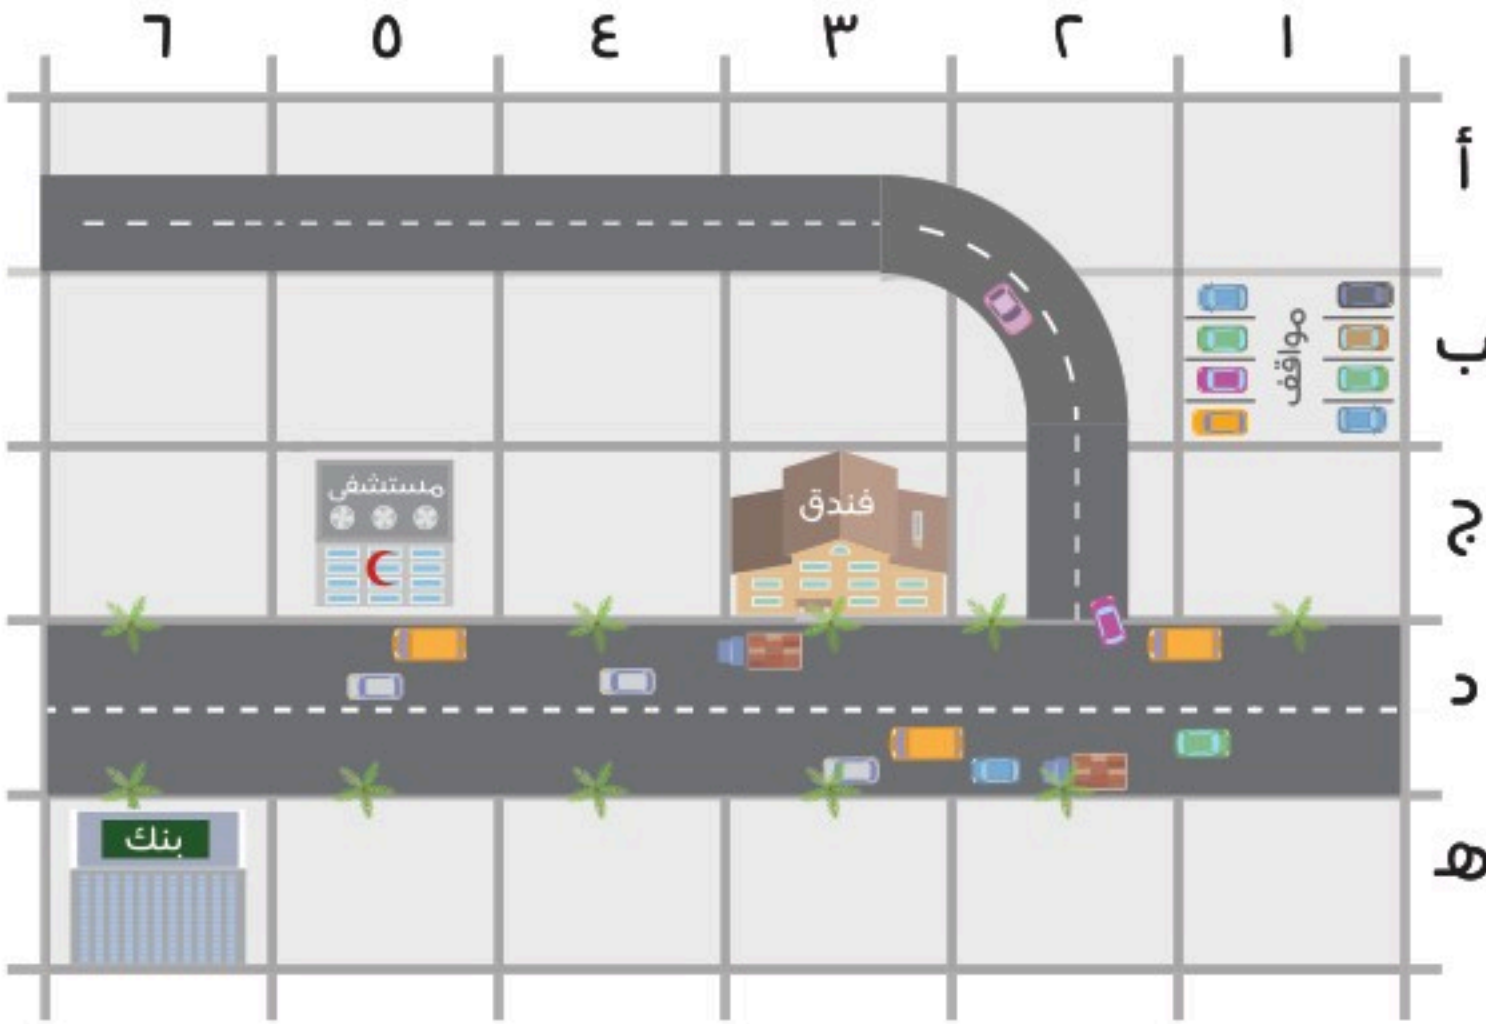 ١ ٢ ٣ ٤ ٥ ٦
أ
ب
مواقف
ج
فندق
مستشفى
د
هـ
بنك